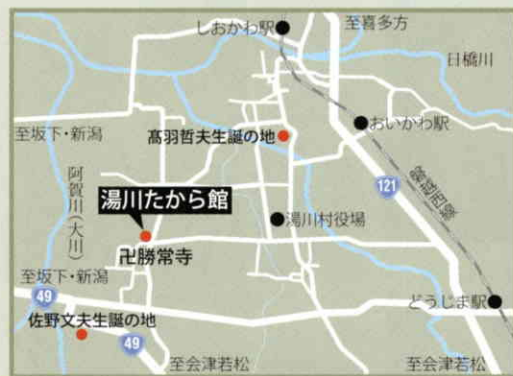 しおかわ駅
至喜多方
日橋川
至坂下・新潟
髙羽哲夫生誕の地
おいかわ駅
阿賀川(大川)
湯川たから館
121
磐越西線
湯川村役場
卍勝常寺
至坂下・新潟
49
どうじま駅
佐野文夫生誕の地
49
至会津若松
至会津若松